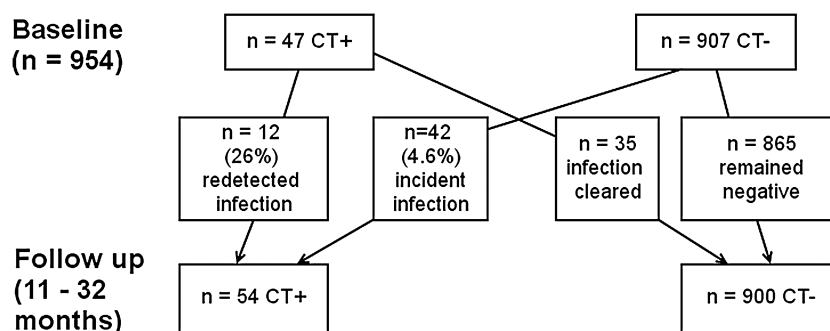 Baseline
(n = 954)
n = 47 CT+
n = 907 CT-
n = 12
(26%)
redetected
infection
n=42
(4.6%)
incident
infection
n = 35
infection
cleared
n = 865
remained
negative
Follow up
(11 - 32
months)
n = 54 CT+
n = 900 CT-